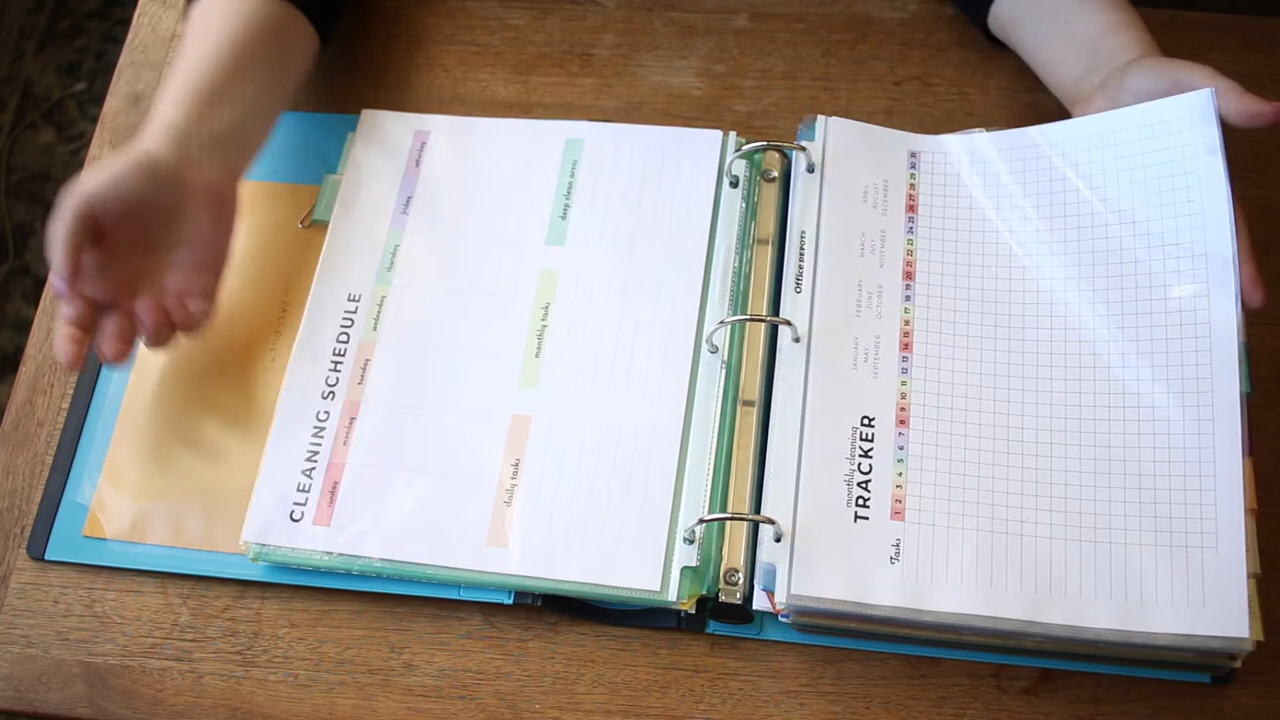 CLEANING SCHEDULE
sunday monday tuesday wednesday thursday friday saturday
daily tasks monthly tasks deep clean areas
Office DEPOT
monthly cleaning
TRACKER
JANUARY FEBRUARY MARCH APRIL
MAY JUNE JULY AUGUST
SEPTEMBER OCTOBER NOVEMBER DECEMBER
Tasks 1 2 3 4 5 6 7 8 9 10 11 12 13 14 15 16 17 18 19 20 21 22 23 24 25 26 27 28 29 30 31